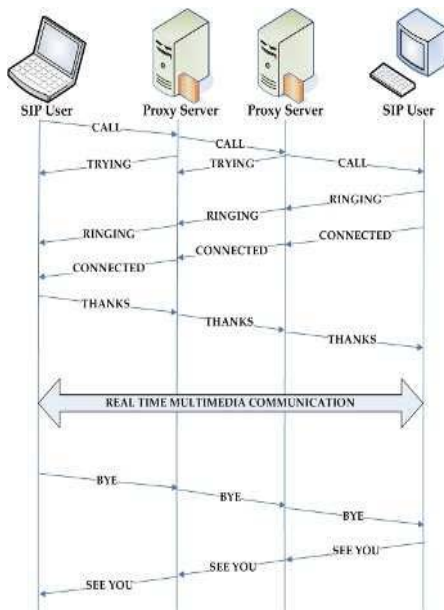 SIP User Proxy Server Proxy Server SIP User
CALL
CALL
TRYING TRYING CALL
RINGING
RINGING
RINGING
CONNECTED
CONNECTED
CONNECTED
THANKS
THANKS
THANKS
REAL TIME MULTIMEDIA COMMUNICATION
BYE
BYE
BYE
SEE YOU
SEE YOU
SEE YOU